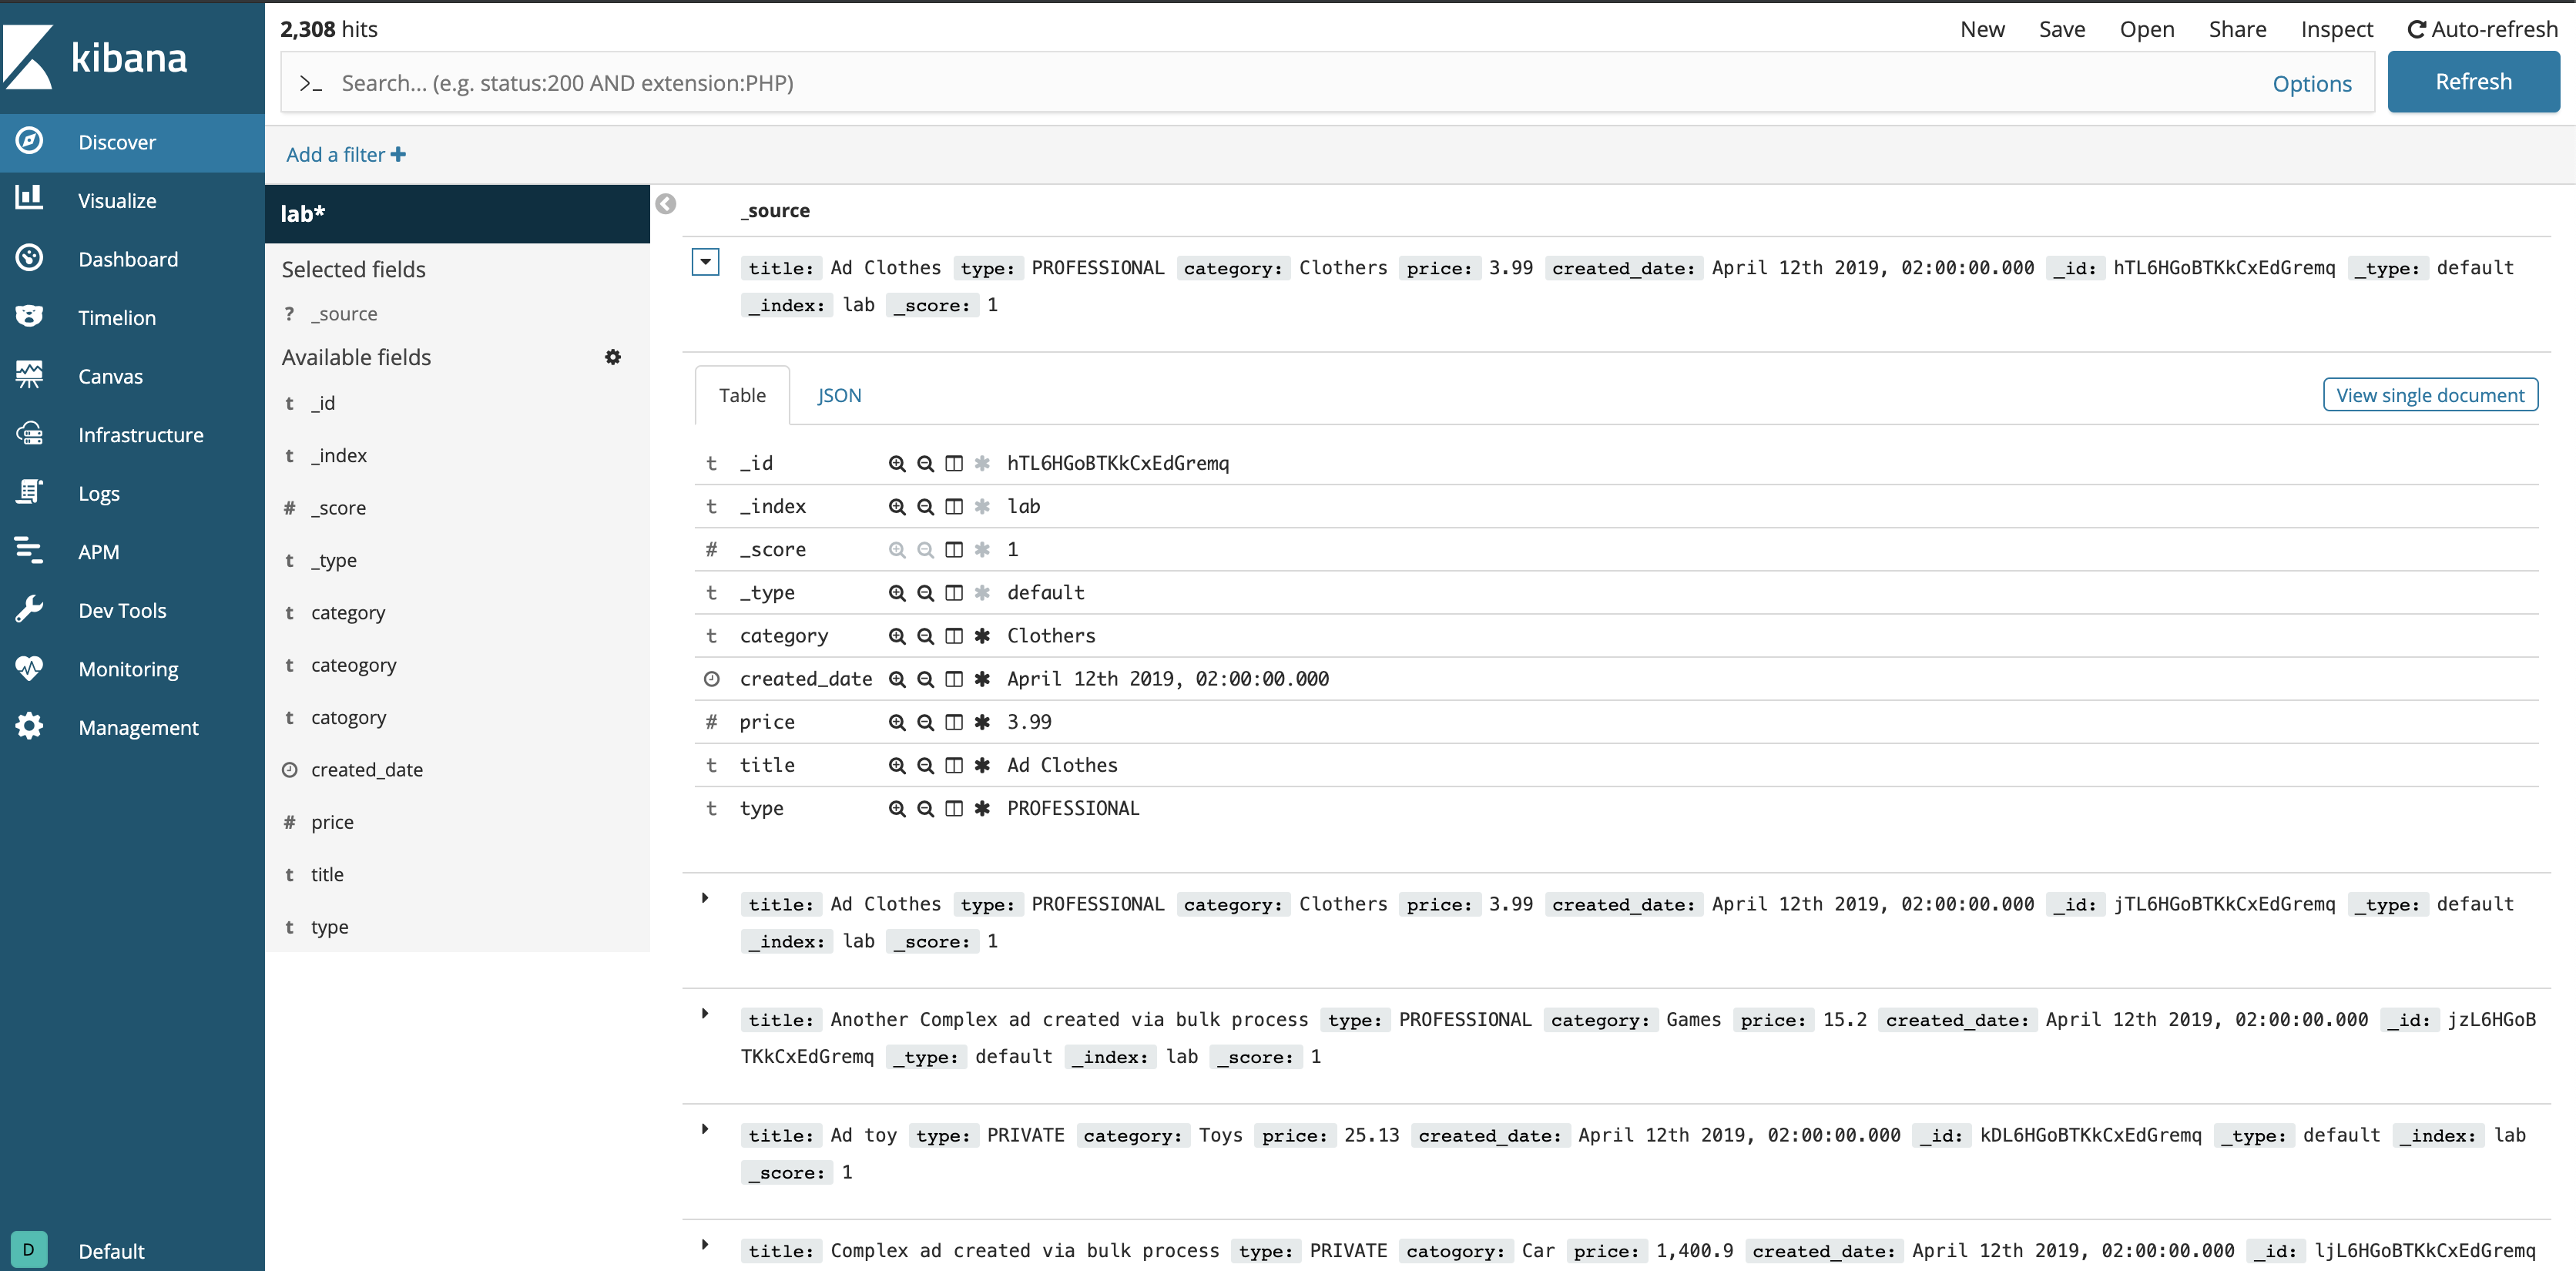 kibana
Discover
Visualize
Dashboard
Timelion
Canvas
Infrastructure
Logs
APM
Dev Tools
Monitoring
Management
D Default
2,308 hits
New Save Open Share Inspect Auto-refresh
>_ Search... (e.g. status:200 AND extension:PHP) Options Refresh
Add a filter +
lab*
Selected fields
? _source
Available fields
t _id
t _index
# _score
t _type
t category
t cateogory
t catogory
created_date
# price
t title
t type
_source
title: Ad Clothes type: PROFESSIONAL category: Clothers price: 3.99 created_date: April 12th 2019, 02:00:00.000 _id: hTL6HGoBTKkCxEdGremq _type: default
_index: lab _score: 1
Table JSON View single document
t _id hTL6HGoBTKkCxEdGremq
t _index lab
# _score 1
t _type default
t category Clothers
created_date April 12th 2019, 02:00:00.000
# price 3.99
t title Ad Clothes
t type PROFESSIONAL
title: Ad Clothes type: PROFESSIONAL category: Clothers price: 3.99 created_date: April 12th 2019, 02:00:00.000 _id: jTL6HGoBTKkCxEdGremq _type: default
_index: lab _score: 1
title: Another Complex ad created via bulk process type: PROFESSIONAL category: Games price: 15.2 created_date: April 12th 2019, 02:00:00.000 _id: jzL6HGoB
TKkCxEdGremq _type: default _index: lab _score: 1
title: Ad toy type: PRIVATE category: Toys price: 25.13 created_date: April 12th 2019, 02:00:00.000 _id: kDL6HGoBTKkCxEdGremq _type: default _index: lab
_score: 1
title: Complex ad created via bulk process type: PRIVATE catogory: Car price: 1,400.9 created_date: April 12th 2019, 02:00:00.000 _id: ljL6HGoBTKkCxEdGremq